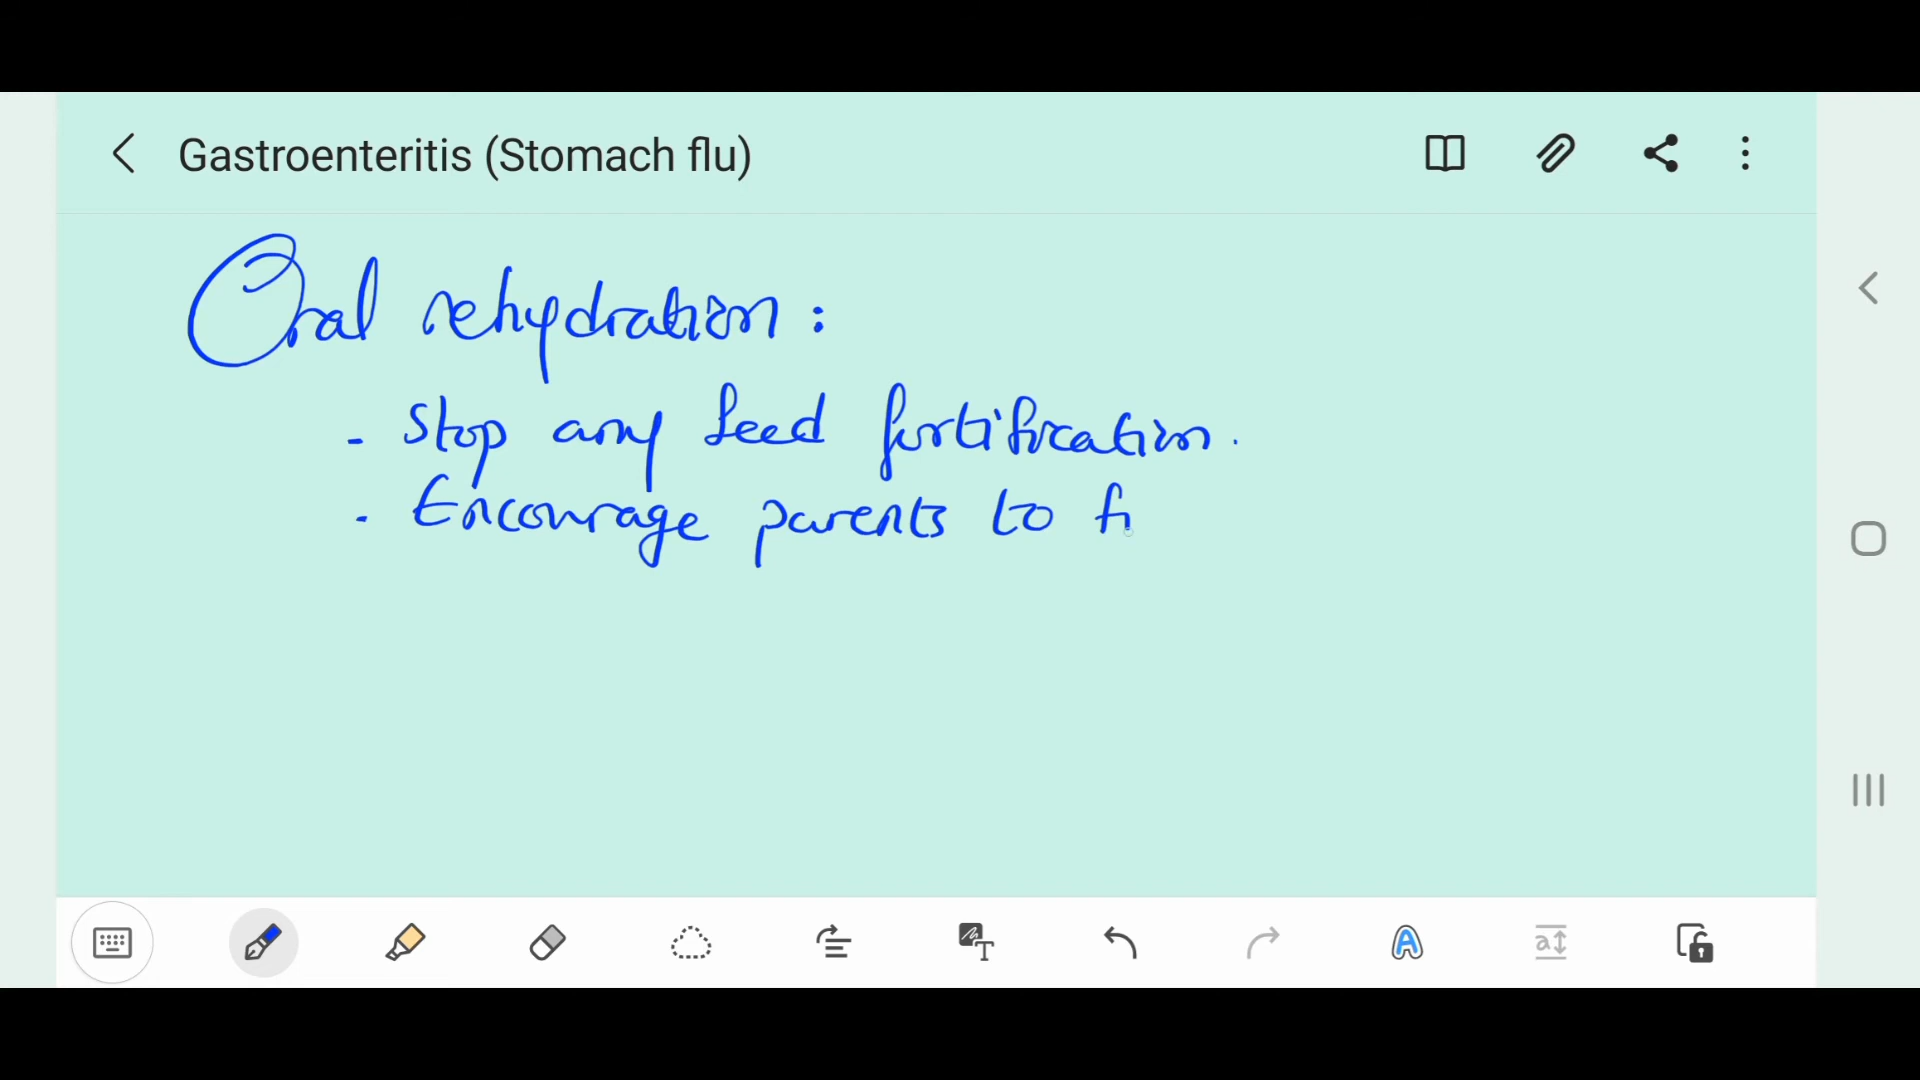 Gastroenteritis (Stomach flu)
Oral rehydration :
- Stop any feed fortification.
- Encourage parents to